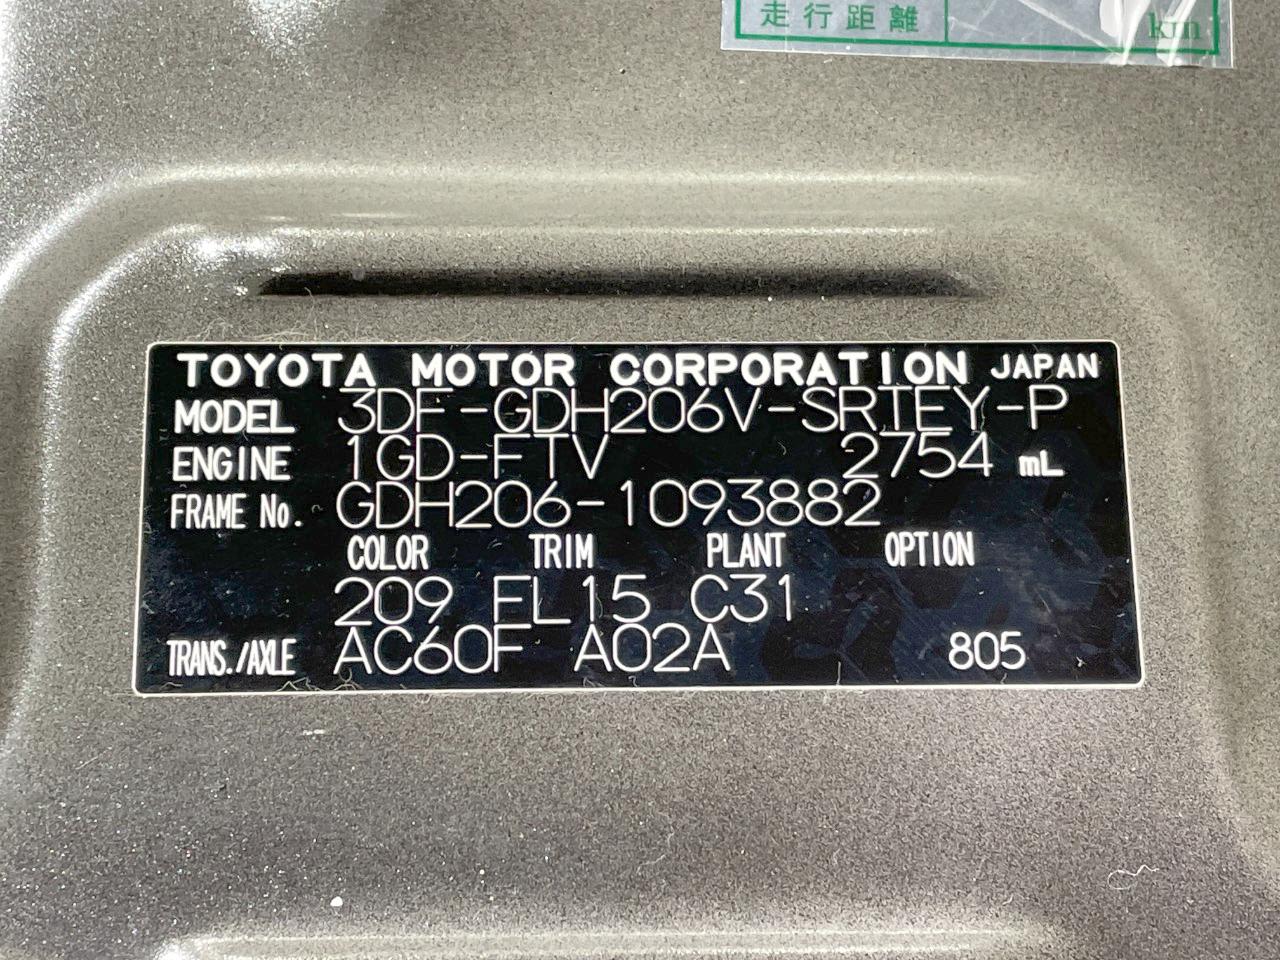 走行距離 km
TOYOTA MOTOR CORPORATION JAPAN
MODEL 3DF-GDH206V-SRTEY-P
ENGINE 1GD-FTV 2754 mL
FRAME No. GDH206-1093882
COLOR TRIM PLANT OPTION
209 FL15 C31
TRANS./AXLE AC60F A02A 805